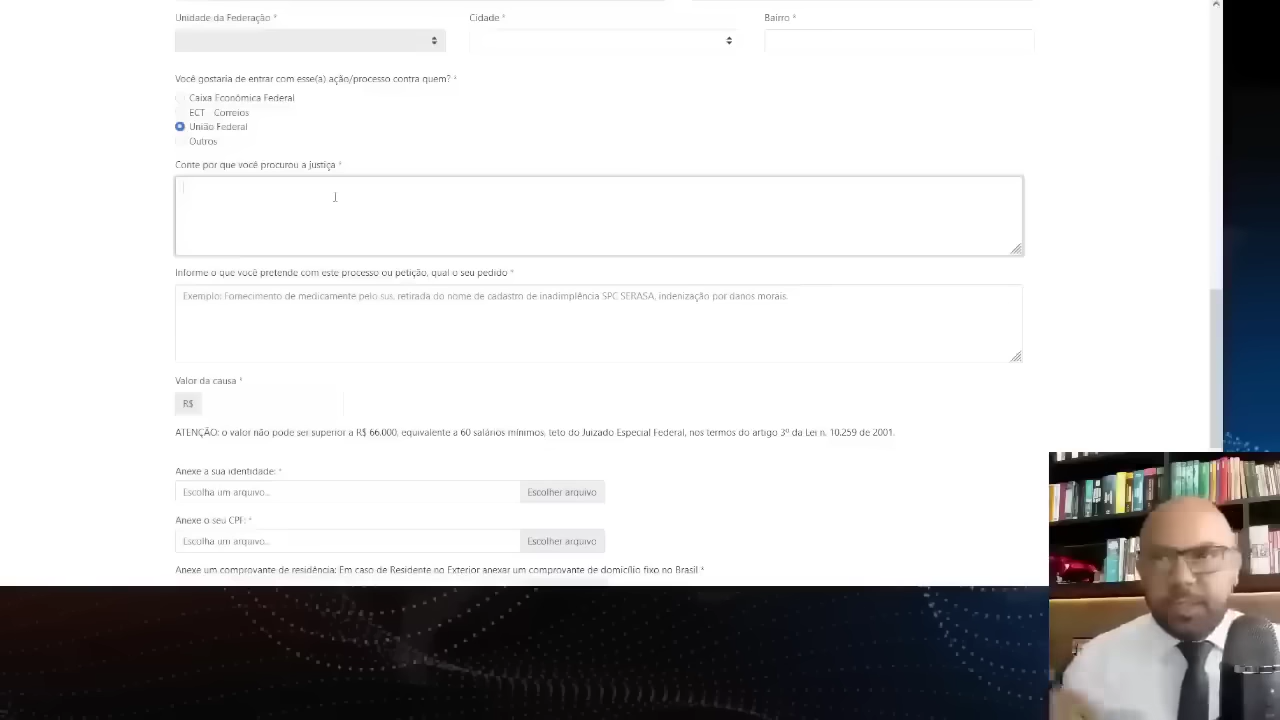 Unidade da Federação * Cidade * Bairro *
Você gostaria de entrar com esse(a) ação/processo contra quem? *
Caixa Econômica Federal
ECT - Correios
União Federal
Outros
Conte por que você procurou a justiça *
Informe o que você pretende com este processo ou petição, qual o seu pedido *
Exemplo: Fornecimento de medicamente pelo sus, retirada do nome de cadastro de inadimplência SPC SERASA, indenização por danos morais.
Valor da causa *
R$
ATENÇÃO: o valor não pode ser superior a R$ 66.000, equivalente a 60 salários mínimos, teto do Juizado Especial Federal, nos termos do artigo 3º da Lei n. 10.259 de 2001.
Anexe a sua identidade: *
Escolha um arquivo... Escolher arquivo
Anexe o seu CPF: *
Escolha um arquivo... Escolher arquivo
Anexe um comprovante de residência: Em caso de Residente no Exterior anexar um comprovante de domicílio fixo no Brasil *